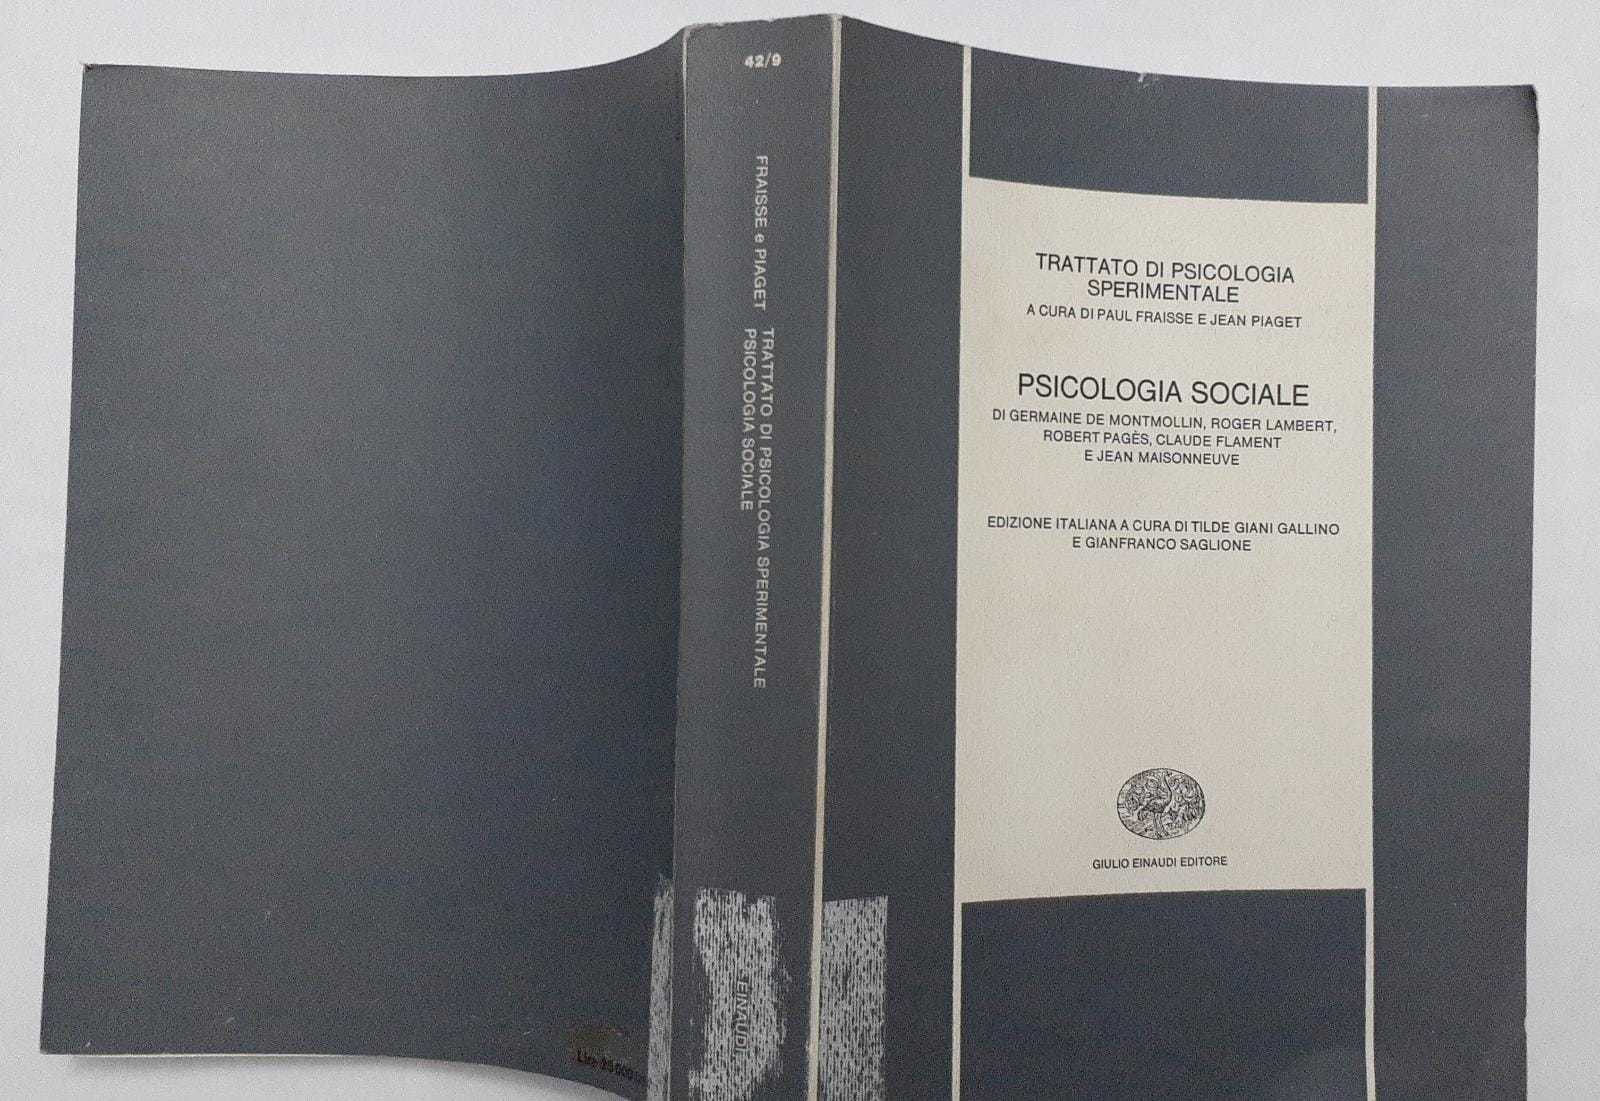 42/9
FRAISSE e PIAGET
TRATTATO DI PSICOLOGIA SPERIMENTALE
PSICOLOGIA SOCIALE
EINAUDI
TRATTATO DI PSICOLOGIA
SPERIMENTALE
A CURA DI PAUL FRAISSE E JEAN PIAGET
PSICOLOGIA SOCIALE
DI GERMAINE DE MONTMOLLIN, ROGER LAMBERT,
ROBERT PAGÈS, CLAUDE FLAMENT
E JEAN MAISONNEUVE
EDIZIONE ITALIANA A CURA DI TILDE GIANI GALLINO
E GIANFRANCO SAGLIONE
GIULIO EINAUDI EDITORE
Lire